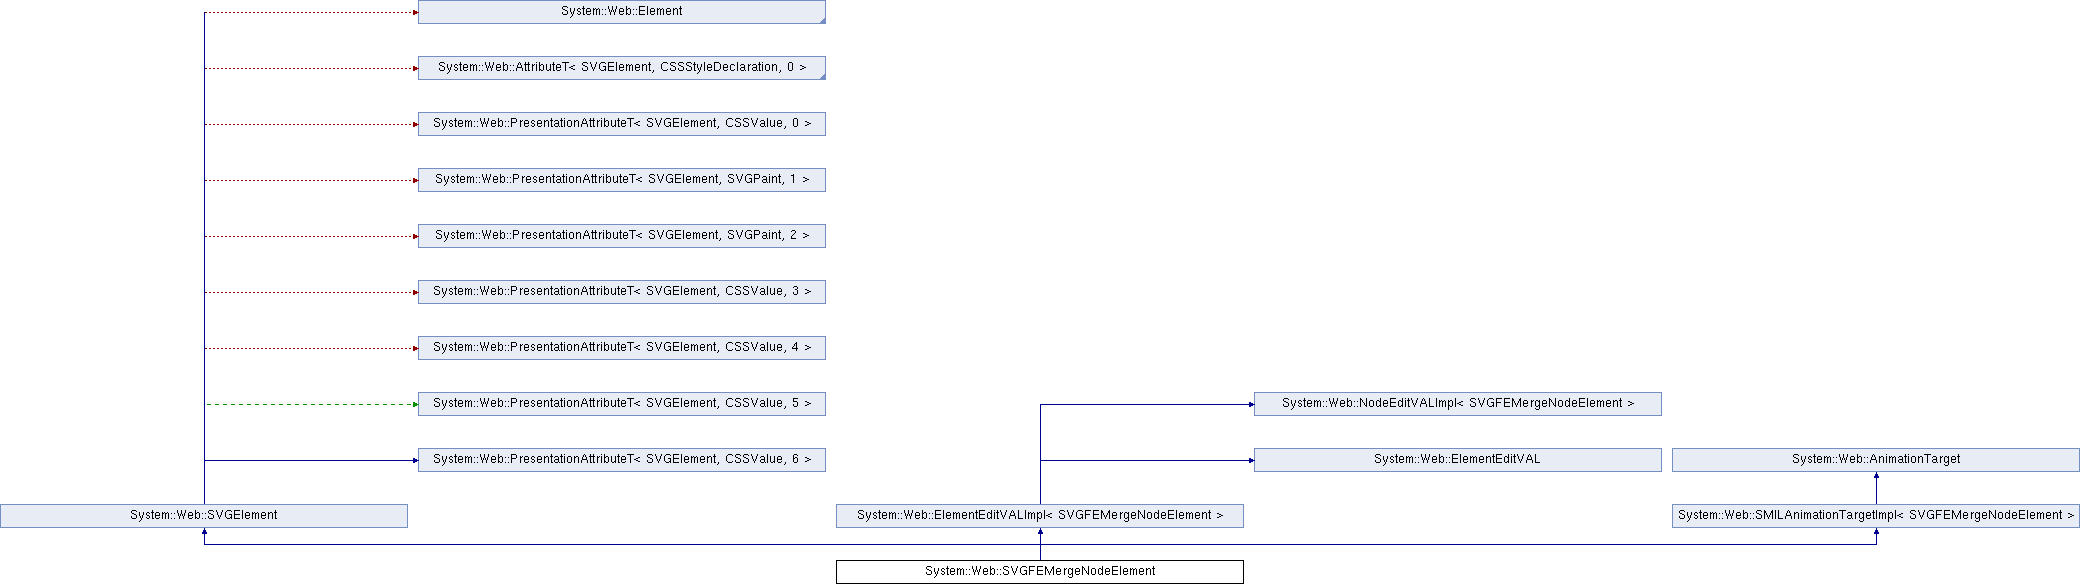 System::Web::Element
System::Web::AttributeT< SVGElement, CSSStyleDeclaration, 0 >
System::Web::PresentationAttributeT< SVGElement, CSSValue, 0 >
System::Web::PresentationAttributeT< SVGElement, SVGPaint, 1 >
System::Web::PresentationAttributeT< SVGElement, SVGPaint, 2 >
System::Web::PresentationAttributeT< SVGElement, CSSValue, 3 >
System::Web::PresentationAttributeT< SVGElement, CSSValue, 4 >
System::Web::PresentationAttributeT< SVGElement, CSSValue, 5 >
System::Web::NodeEditVALImpl< SVGFEMergeNodeElement >
System::Web::PresentationAttributeT< SVGElement, CSSValue, 6 >
System::Web::ElementEditVAL
System::Web::AnimationTarget
System::Web::SVGElement
System::Web::ElementEditVALImpl< SVGFEMergeNodeElement >
System::Web::SMILAnimationTargetImpl< SVGFEMergeNodeElement >
System::Web::SVGFEMergeNodeElement